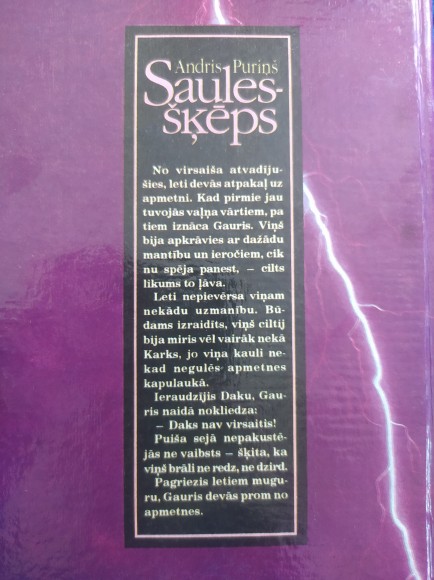 Andris Puriņš
Saules-
šķēps
No virsaiša atvadīju-
šies, leti devās atpakaļ uz
apmetni. Kad pirmie jau
tuvojās vaļņa vārtiem, pa
tiem iznāca Gauris. Viņš
bija apkrāvies ar dažādu
mantību un ieročiem, cik
nu spēja panest, – cilts
likums to ļāva.
Leti nepievērsa viņam
nekādu uzmanību. Bū-
dams izraidīts, viņš ciltij
bija miris vēl vairāk nekā
Karks, jo viņa kauli ne-
kad negulēs apmetnes
kapulaukā.
Ieraudzījis Daku, Gau-
ris naidā nokliedza:
– Daks nav virsaitis!
Puiša sejā nepakustē-
jās ne vaibsts – šķita, ka
viņš brāli ne redz, ne dzird.
Pagriezis letiem mugu-
ru, Gauris devās prom no
apmetnes.